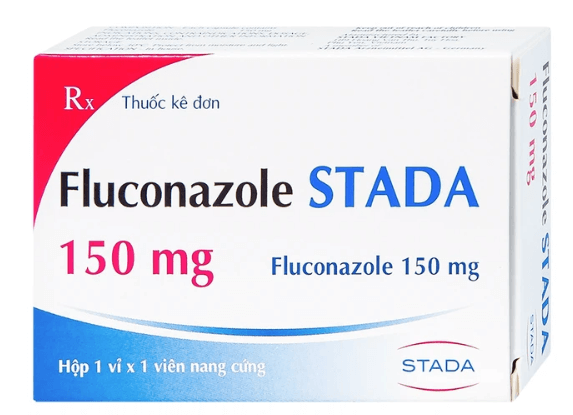 Rx Thuốc kê đơn
Fluconazole STADA
150 mg
Fluconazole 150 mg
Hộp 1 vỉ x 1 viên nang cứng
STADA
Fluconazole STADA
150 mg
STADA